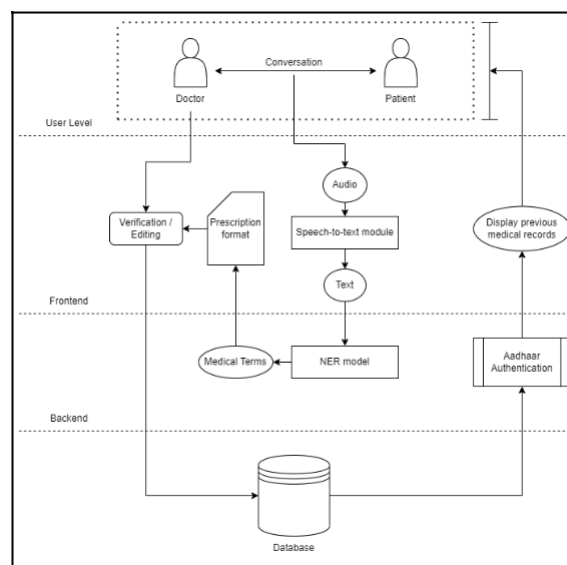 Conversation
Doctor
Patient
User Level
Audio
Verification /
Editing
Prescription
format
Speech-to-text module
Display previous
medical records
Text
Frontend
Medical Terms
NER model
Aadhaar
Authentication
Backend
Database